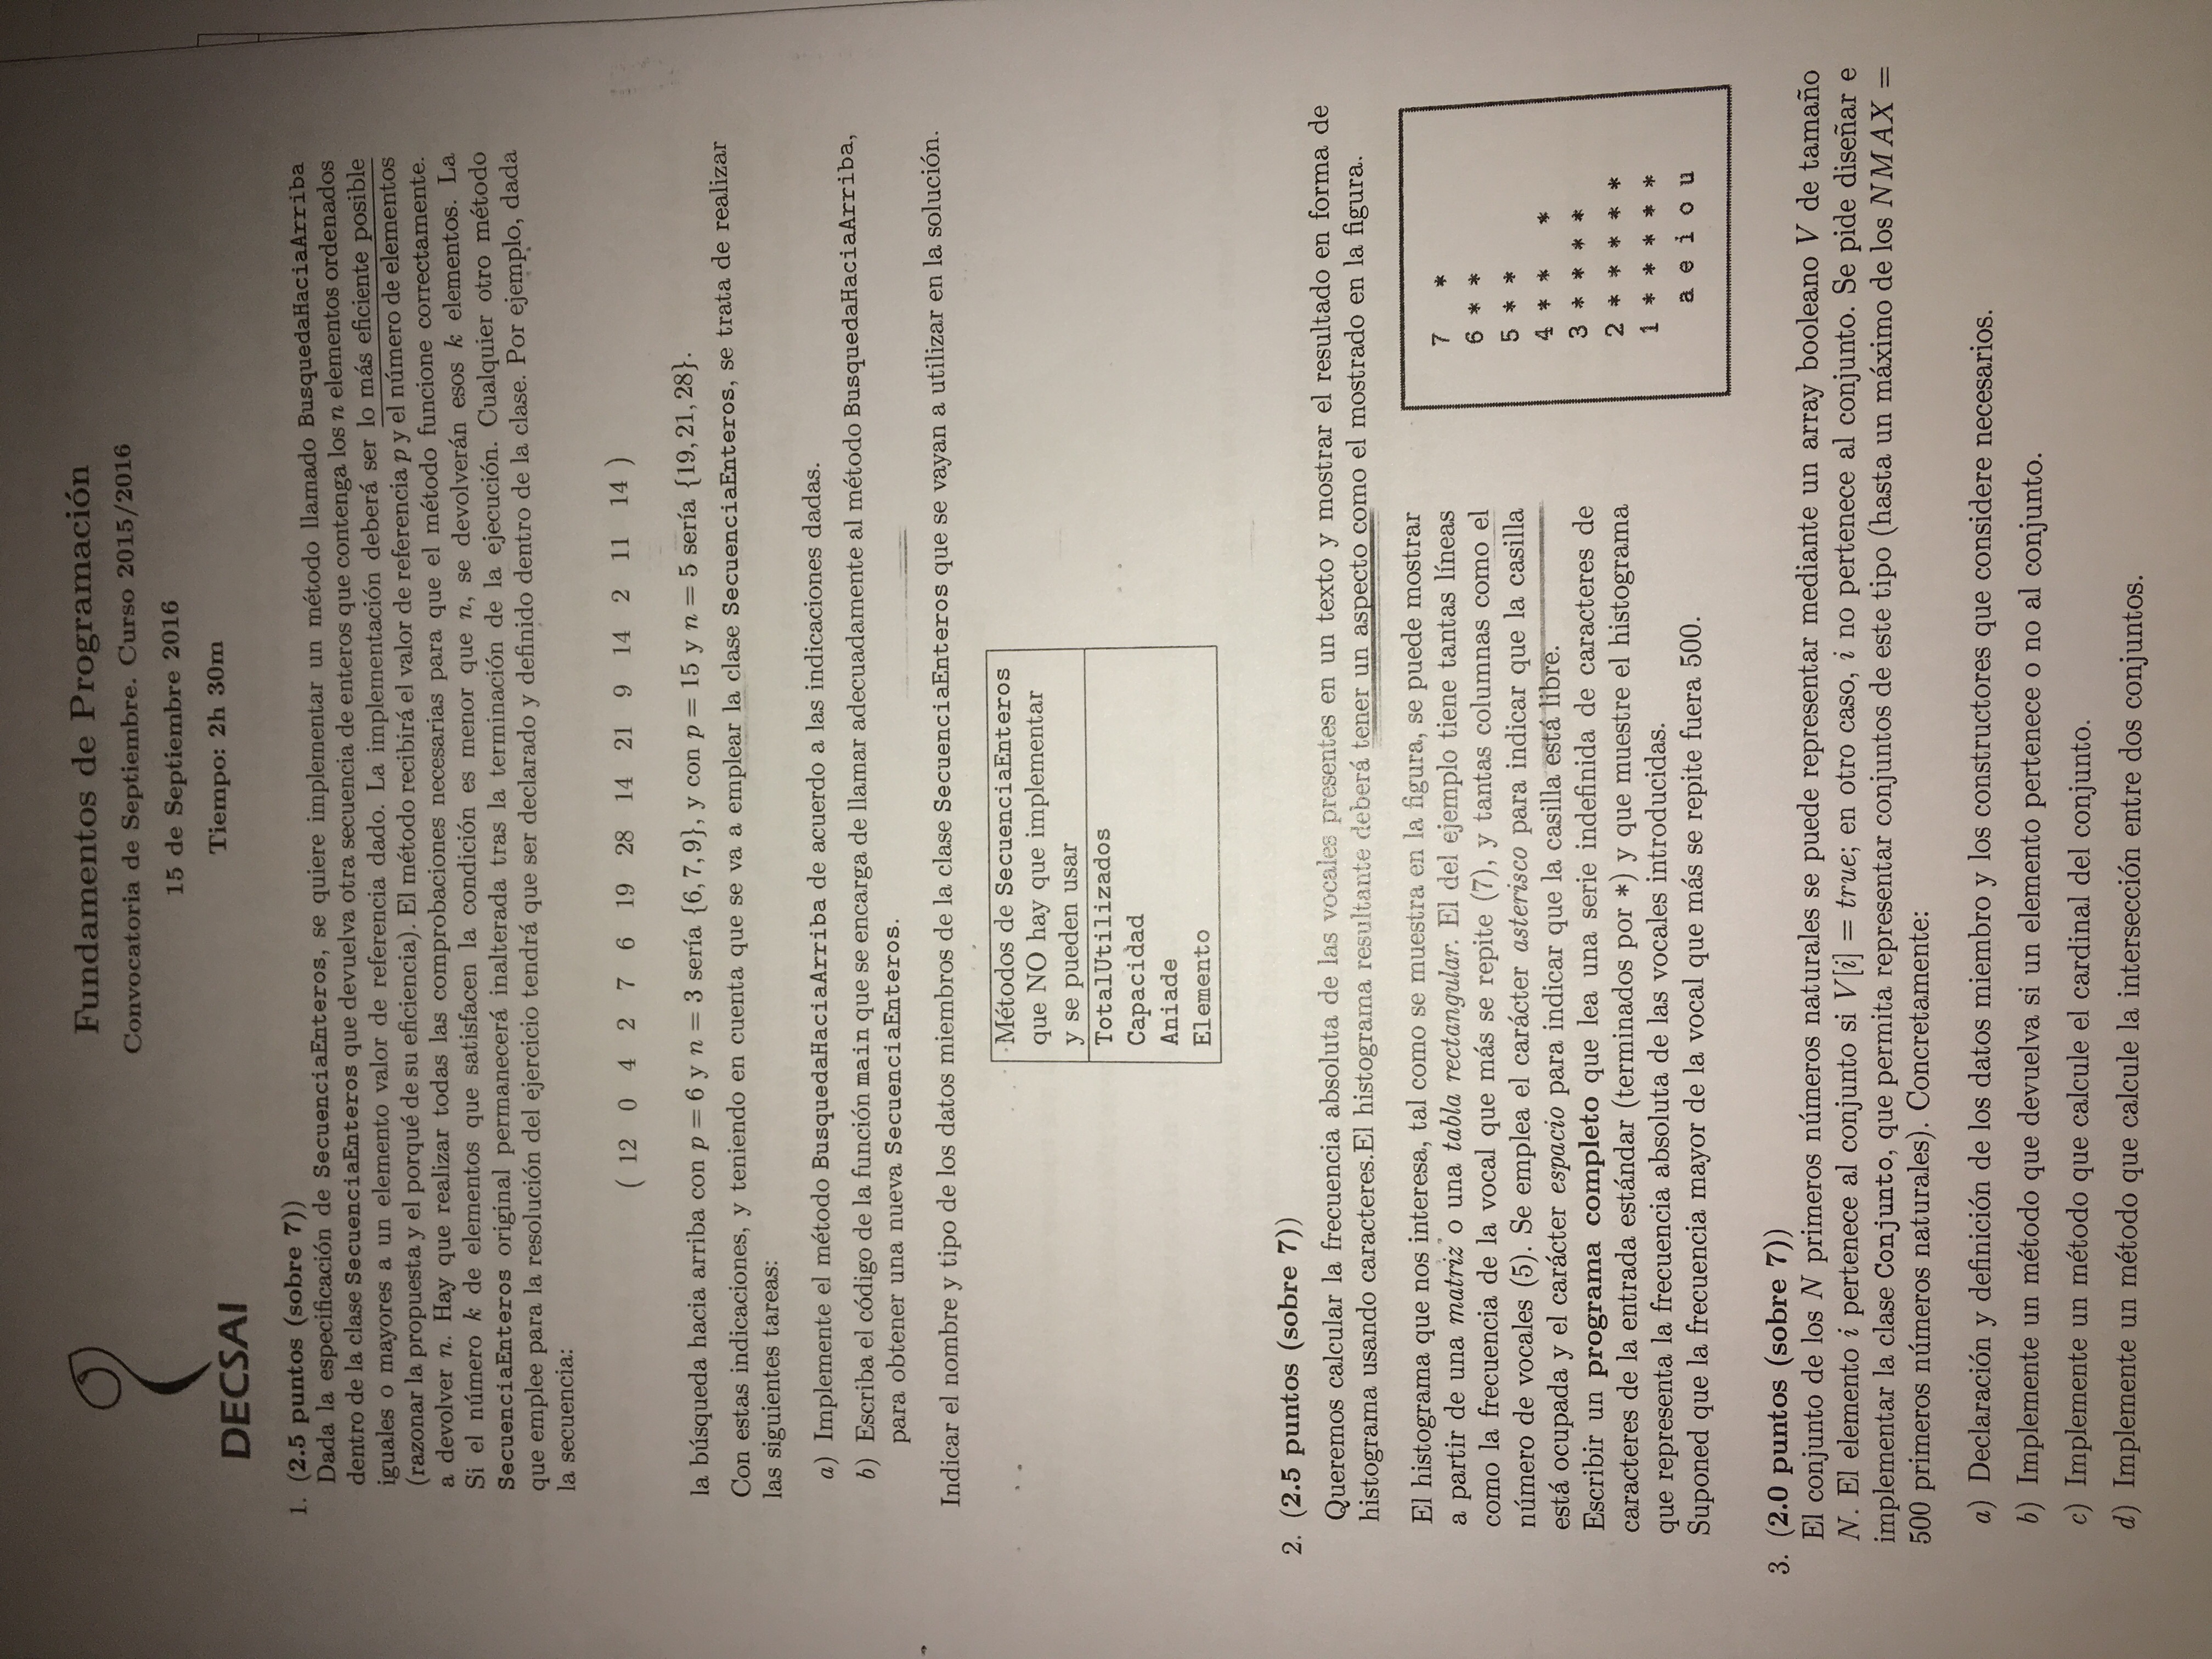 DECSAI
Fundamentos de Programación
Convocatoria de Septiembre. Curso 2015/2016
15 de Septiembre 2016
Tiempo: 2h 30m
1. (2.5 puntos (sobre 7))
Dada la especificación de SecuenciaEnteros, se quiere implementar un método llamado BusquedaHaciaArriba
dentro de la clase SecuenciaEnteros que devuelva otra secuencia de enteros que contenga los n elementos ordenados
iguales o mayores a un elemento valor de referencia dado. La implementación deberá ser lo más eficiente posible
(razonar la propuesta y el porqué de su eficiencia). El método recibirá el valor de referencia p y el número de elementos
a devolver n. Hay que realizar todas las comprobaciones necesarias para que el método funcione correctamente.
Si el número k de elementos que satisfacen la condición es menor que n, se devolverán esos k elementos. La
SecuenciaEnteros original permanecerá inalterada tras la terminación de la ejecución. Cualquier otro método
que emplee para la resolución del ejercicio tendrá que ser declarado y definido dentro de la clase. Por ejemplo, dada
la secuencia:
( 12 0 4 2 7 6 19 28 14 21 9 14 2 11 14 )
la búsqueda hacia arriba con p = 6 y n = 3 sería {6, 7, 9}, y con p = 15 y n = 5 sería {19, 21, 28}.
Con estas indicaciones, y teniendo en cuenta que se va a emplear la clase SecuenciaEnteros, se trata de realizar
las siguientes tareas:
a) Implemente el método BusquedaHaciaArriba de acuerdo a las indicaciones dadas.
b) Escriba el código de la función main que se encarga de llamar adecuadamente al método BusquedaHaciaArriba,
para obtener una nueva SecuenciaEnteros.
Indicar el nombre y tipo de los datos miembros de la clase SecuenciaEnteros que se vayan a utilizar en la solución.
Métodos de SecuenciaEnteros
que NO hay que implementar
y se pueden usar
TotalUtilizados
Capacidad
Aniade
Elemento
2. (2.5 puntos (sobre 7))
Queremos calcular la frecuencia absoluta de las vocales presentes en un texto y mostrar el resultado en forma de
histograma usando caracteres.El histograma resultante deberá tener un aspecto como el mostrado en la figura.
El histograma que nos interesa, tal como se muestra en la figura, se puede mostrar
a partir de una matriz o una tabla rectangular. El del ejemplo tiene tantas líneas
como la frecuencia de la vocal que más se repite (7), y tantas columnas como el
número de vocales (5). Se emplea el carácter asterisco para indicar que la casilla
está ocupada y el carácter espacio para indicar que la casilla está libre.
Escribir un programa completo que lea una serie indefinida de caracteres de
caracteres de la entrada estándar (terminados por *) y que muestre el histograma
que representa la frecuencia absoluta de las vocales introducidas.
Suponed que la frecuencia mayor de la vocal que más se repite fuera 500.
7   *
6 * *
5 * *
4 * *   *
3 * * * *
2 * * * * *
1 * * * * *
a e i o u
3. (2.0 puntos (sobre 7))
El conjunto de los N primeros números naturales se puede representar mediante un array booleano V de tamaño
N. El elemento i pertenece al conjunto si V[i] = true; en otro caso, i no pertenece al conjunto. Se pide diseñar e
implementar la clase Conjunto, que permita representar conjuntos de este tipo (hasta un máximo de los NMAX =
500 primeros números naturales). Concretamente:
a) Declaración y definición de los datos miembro y los constructores que considere necesarios.
b) Implemente un método que devuelva si un elemento pertenece o no al conjunto.
c) Implemente un método que calcule el cardinal del conjunto.
d) Implemente un método que calcule la intersección entre dos conjuntos.